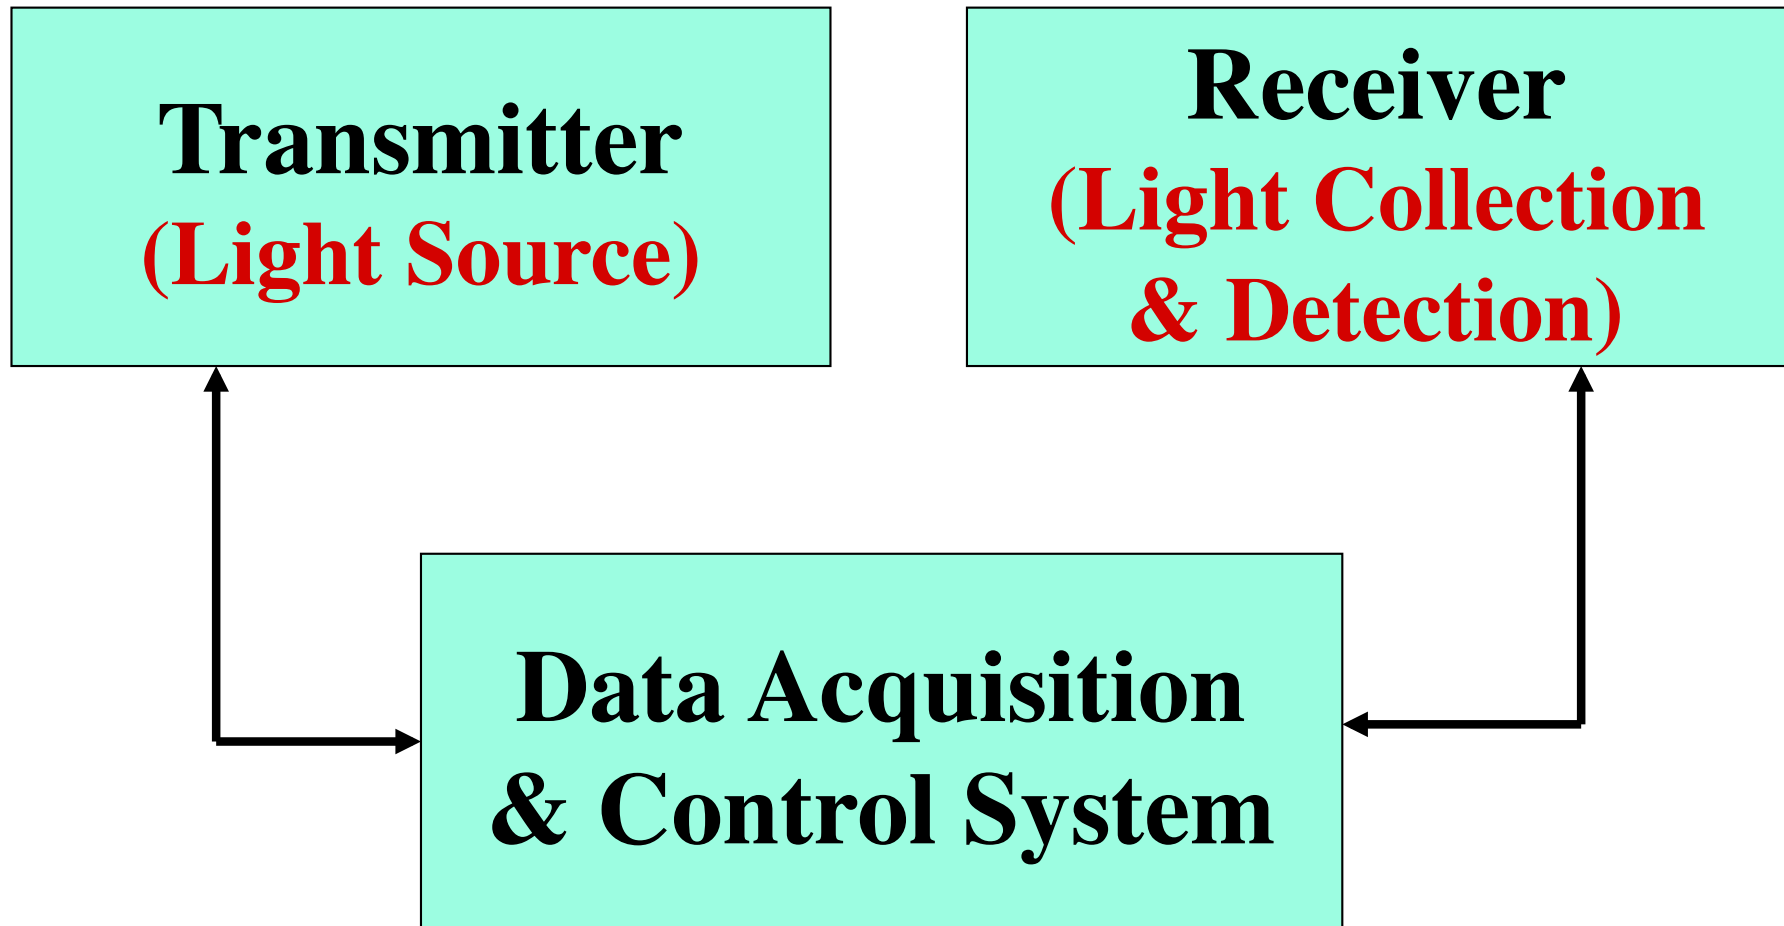 Transmitter
(Light Source)
Receiver
(Light Collection
& Detection)
Data Acquisition
& Control System